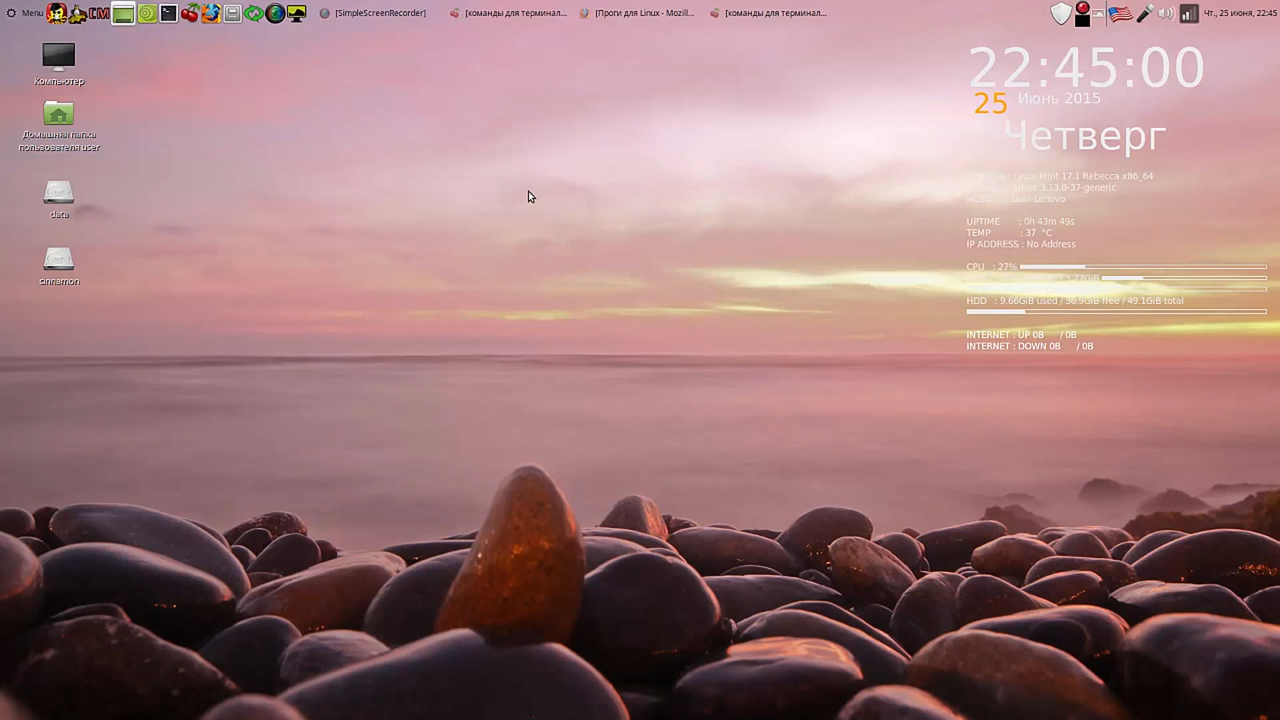 Menu
CM
[SimpleScreenRecorder]
[команды для терминал...
[Проги для Linux - Mozill...
[команды для терминал...
Чт., 25 июня, 22:45
Компьютер
Домашняя папка
пользователя user
data
cinnamon
22:45:00
25 Июнь 2015
Четверг
: Linux Mint 17.1 Rebecca x86_64
: Linux 3.13.0-37-generic
: user Lenovo
UPTIME : 0h 43m 49s
TEMP : 37 °C
IP ADDRESS : No Address
CPU : 27%
HDD : 9.66GiB used / 36.9GiB free / 49.1GiB total
INTERNET : UP 0B / 0B
INTERNET : DOWN 0B / 0B